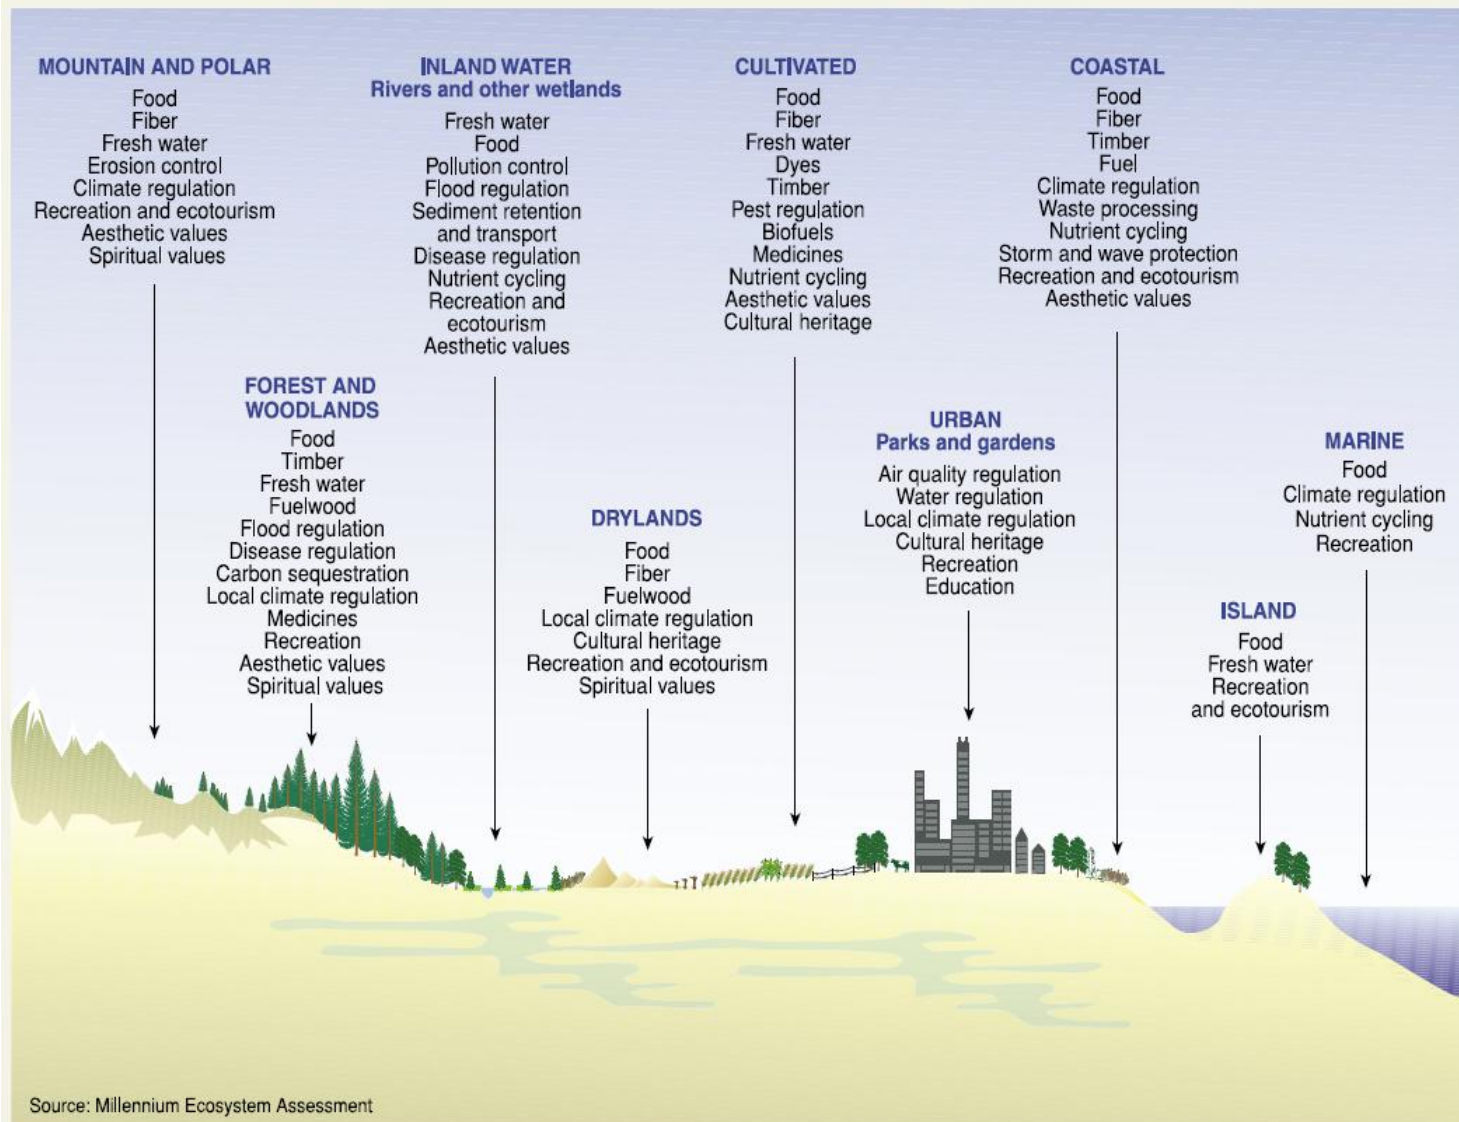 MOUNTAIN AND POLAR
Food
Fiber
Fresh water
Erosion control
Climate regulation
Recreation and ecotourism
Aesthetic values
Spiritual values
FOREST AND
WOODLANDS
Food
Timber
Fresh water
Fuelwood
Flood regulation
Disease regulation
Carbon sequestration
Local climate regulation
Medicines
Recreation
Aesthetic values
Spiritual values
INLAND WATER
Rivers and other wetlands
Fresh water
Food
Pollution control
Flood regulation
Sediment retention
and transport
Disease regulation
Nutrient cycling
Recreation and
ecotourism
Aesthetic values
DRYLANDS
Food
Fiber
Fuelwood
Local climate regulation
Cultural heritage
Recreation and ecotourism
Spiritual values
CULTIVATED
Food
Fiber
Fresh water
Dyes
Timber
Pest regulation
Biofuels
Medicines
Nutrient cycling
Aesthetic values
Cultural heritage
URBAN
Parks and gardens
Air quality regulation
Water regulation
Local climate regulation
Cultural heritage
Recreation
Education
COASTAL
Food
Fiber
Timber
Fuel
Climate regulation
Waste processing
Nutrient cycling
Storm and wave protection
Recreation and ecotourism
Aesthetic values
ISLAND
Food
Fresh water
Recreation
and ecotourism
MARINE
Food
Climate regulation
Nutrient cycling
Recreation
Source: Millennium Ecosystem Assessment